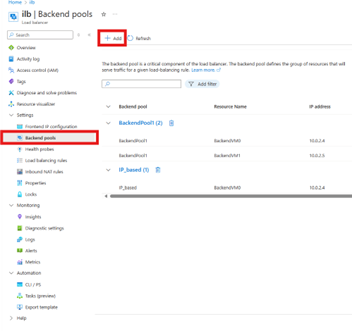 Home > ilb
ilb | Backend pools
Load balancer
Search
+ Add
Refresh
Overview
Activity log
Access control (IAM)
Tags
Diagnose and solve problems
Resource visualizer
Settings
Frontend IP configuration
Backend pools
Health probes
Load balancing rules
Inbound NAT rules
Properties
Locks
Monitoring
Insights
Diagnostic settings
Logs
Alerts
Metrics
Automation
CLI / PS
Tasks (preview)
Export template
Help
The backend pool is a critical component of the load balancer. The backend pool defines the group of resources that
will serve traffic for a given load-balancing rule. Learn more.
Add filter
Backend pool Resource Name IP address
BackendPool1 (2)
BackendPool1 BackendVM0 10.0.2.4
BackendPool1 BackendVM1 10.0.2.5
IP_based (1)
IP_based BackendVM0 10.0.2.4